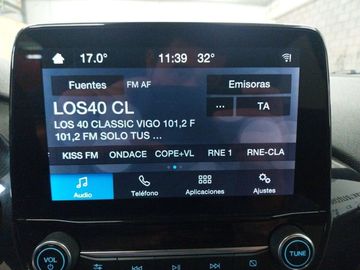 17.0° 11:39 32°
Fuentes FM AF Emisoras
LOS40 CL ... TA
LOS 40 CLASSIC VIGO 101,2 F
101,2 FM SOLO TUS ...
KISS FM ONDACE COPE+VL RNE 1 RNE-CLA
Audio Teléfono Aplicaciones Ajustes
VOL TUNE